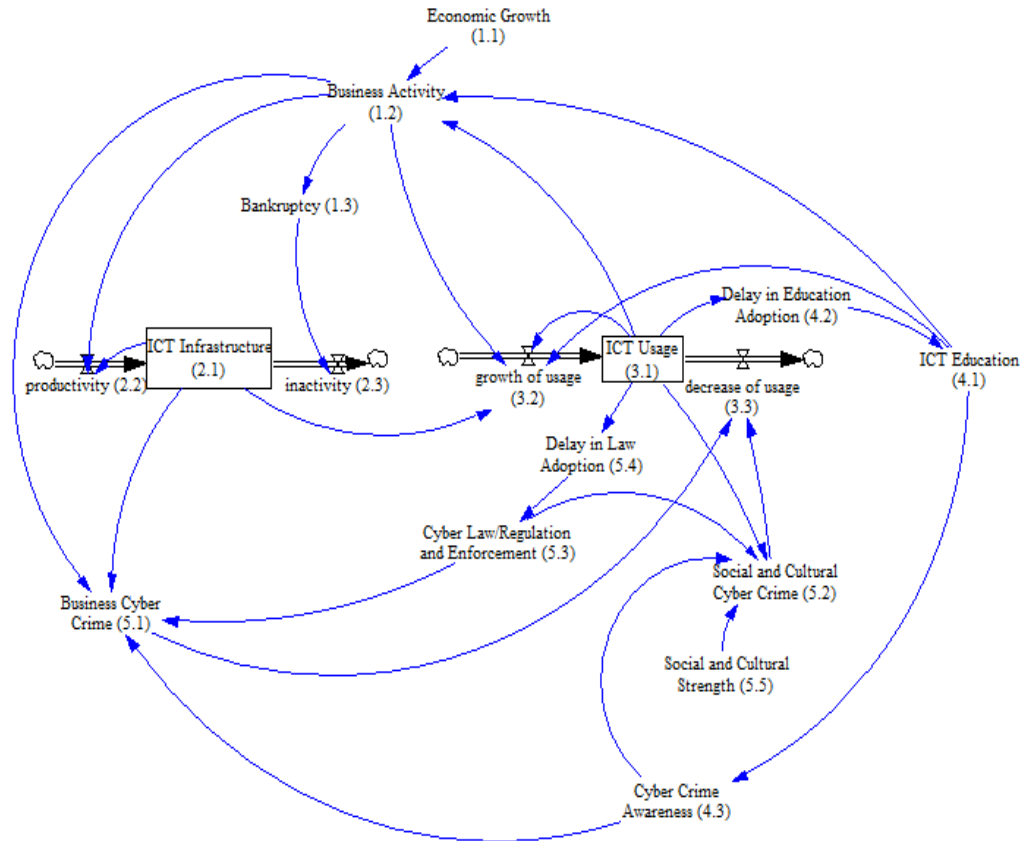 Economic Growth
(1.1)
Business Activity
(1.2)
Bankruptcy (1.3)
Delay in Education
Adoption (4.2)
ICT Infrastructure
(2.1)
ICT Usage
(3.1)
ICT Education
(4.1)
productivity (2.2)
inactivity (2.3)
growth of usage
(3.2)
decrease of usage
(3.3)
Delay in Law
Adoption (5.4)
Cyber Law/Regulation
and Enforcement (5.3)
Social and Cultural
Cyber Crime (5.2)
Business Cyber
Crime (5.1)
Social and Cultural
Strength (5.5)
Cyber Crime
Awareness (4.3)